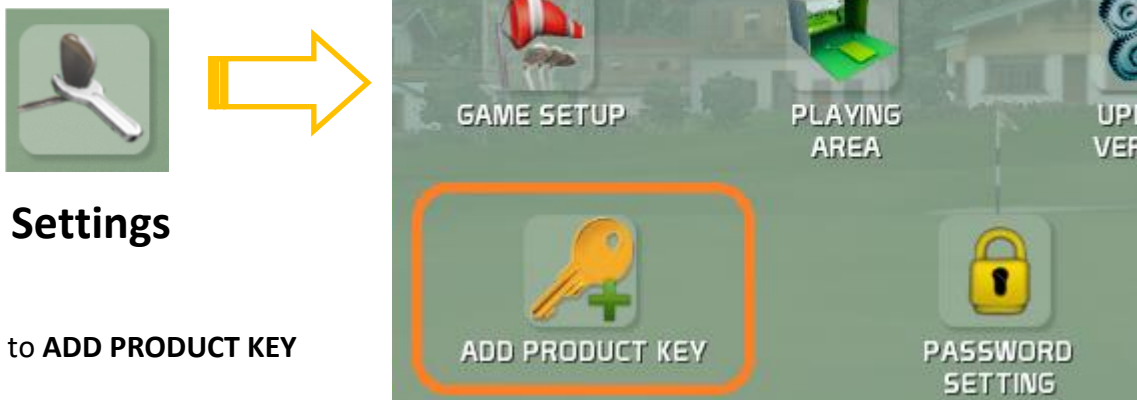 GAME SETUP
PLAYING
AREA
Settings
to ADD PRODUCT KEY
ADD PRODUCT KEY
PASSWORD
SETTING